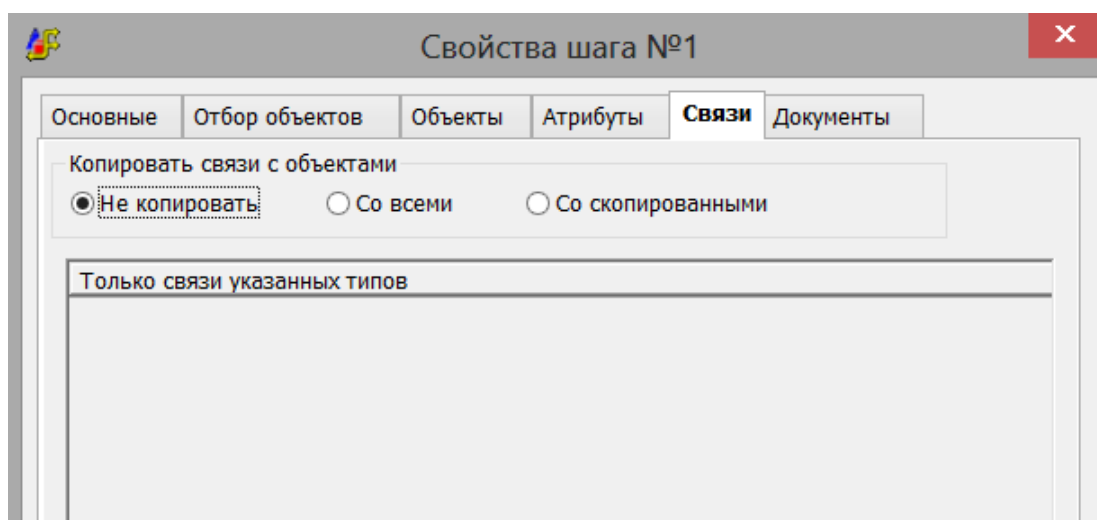 Свойства шага №1
Основные Отбор объектов Объекты Атрибуты Связи Документы
Копировать связи с объектами
Не копировать Со всеми Со скопированными
Только связи указанных типов